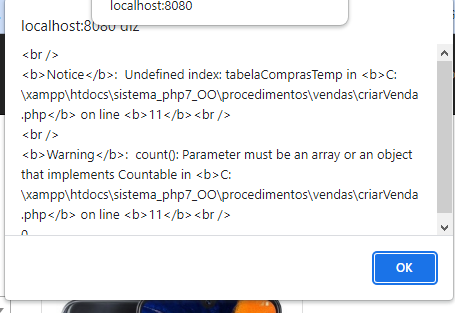 localhost:8080
localhost:8080 diz
<br />
<b>Notice</b>:  Undefined index: tabelaComprasTemp in <b>C:
\xampp\htdocs\sistema_php7_OO\procedimentos\vendas\criarVenda
.php</b> on line <b>11</b><br />
<br />
<b>Warning</b>:  count(): Parameter must be an array or an object
that implements Countable in <b>C:
\xampp\htdocs\sistema_php7_OO\procedimentos\vendas\criarVenda
.php</b> on line <b>11</b><br />
0
OK